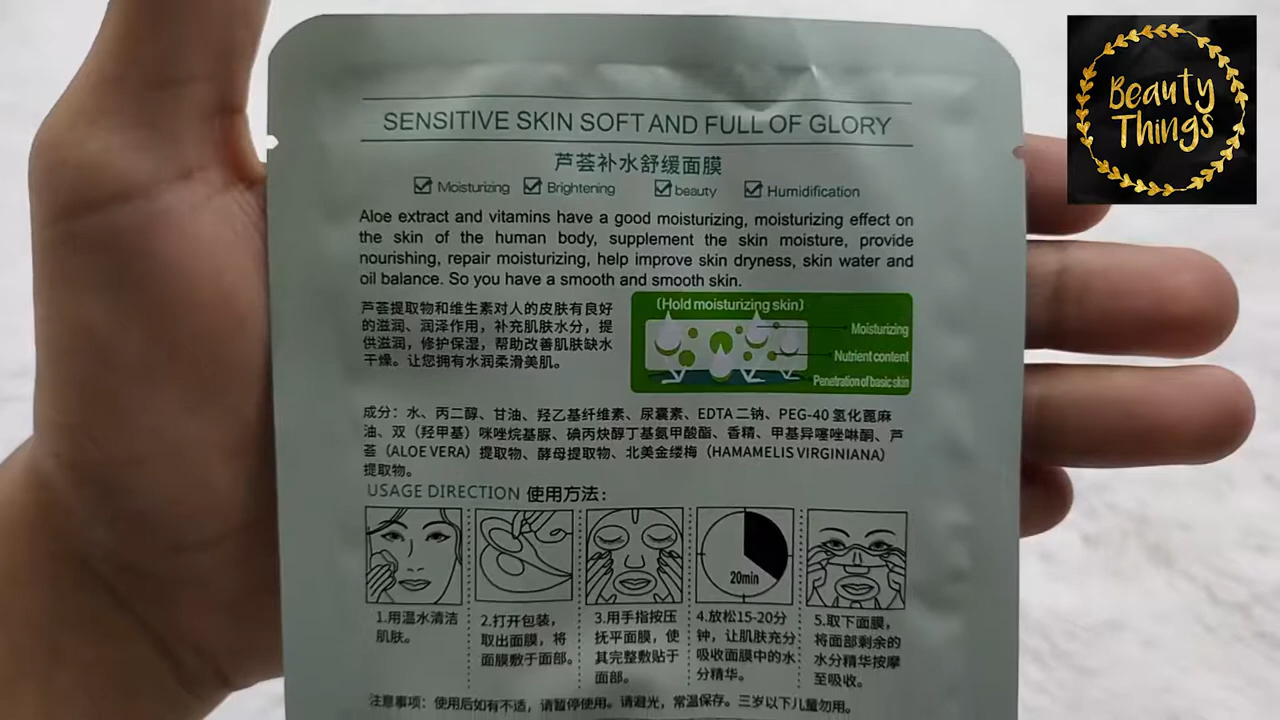 Beauty
Things
SENSITIVE SKIN SOFT AND FULL OF GLORY
芦荟补水舒缓面膜
Moisturizing Brightening beauty Humidification
Aloe extract and vitamins have a good moisturizing, moisturizing effect on
the skin of the human body, supplement the skin moisture, provide
nourishing, repair moisturizing, help improve skin dryness, skin water and
oil balance. So you have a smooth and smooth skin.
芦荟提取物和维生素对人的皮肤有良好
的滋润、润泽作用，补充肌肤水分，提
供滋润，修护保湿，帮助改善肌肤缺水
干燥。让您拥有水润柔滑美肌。
(Hold moisturizing skin)
Moisturizing
Nutrient content
Penetration of basic skin
成分：水、丙二醇、甘油、羟乙基纤维素、尿囊素、EDTA 二钠、PEG-40 氢化蓖麻
油、双（羟甲基）咪唑烷基脲、碘丙炔醇丁基氨甲酸酯、香精、甲基异噻唑啉酮、芦
荟（ALOE VERA）提取物、酵母提取物、北美金缕梅（HAMAMELIS VIRGINIANA）
提取物。
USAGE DIRECTION 使用方法：
20min
1.用温水清洁
肌肤。
2.打开包装，
取出面膜，将
面膜敷于面部。
3.用手指按压
抚平面膜，使
其完整敷贴于
面部。
4.放松15-20分
钟，让肌肤充分
吸收面膜中的水
分精华。
5.取下面膜，
将面部剩余的
水分精华按摩
至吸收。
注意事项：使用后如有不适，请暂停使用。请避光，常温保存。三岁以下儿童勿用。